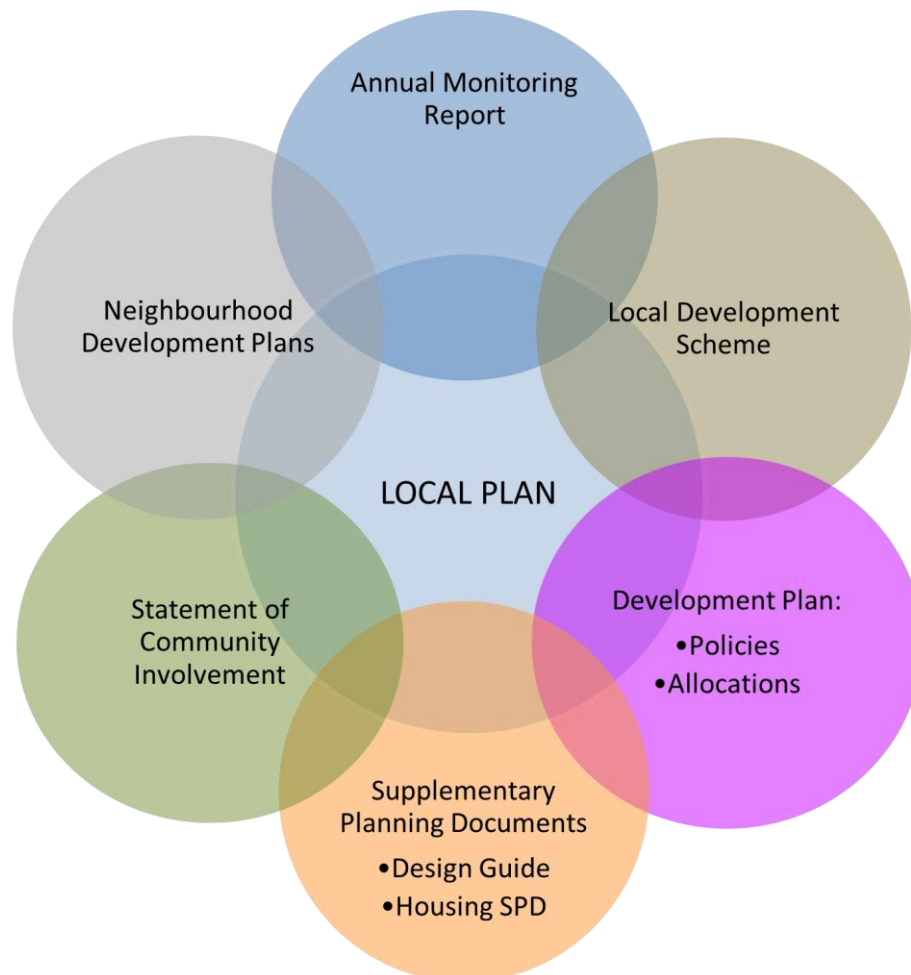 Annual Monitoring
Report
Neighbourhood
Development Plans
Local Development
Scheme
LOCAL PLAN
Statement of
Community
Involvement
Development Plan:
•Policies
•Allocations
Supplementary
Planning Documents
•Design Guide
•Housing SPD